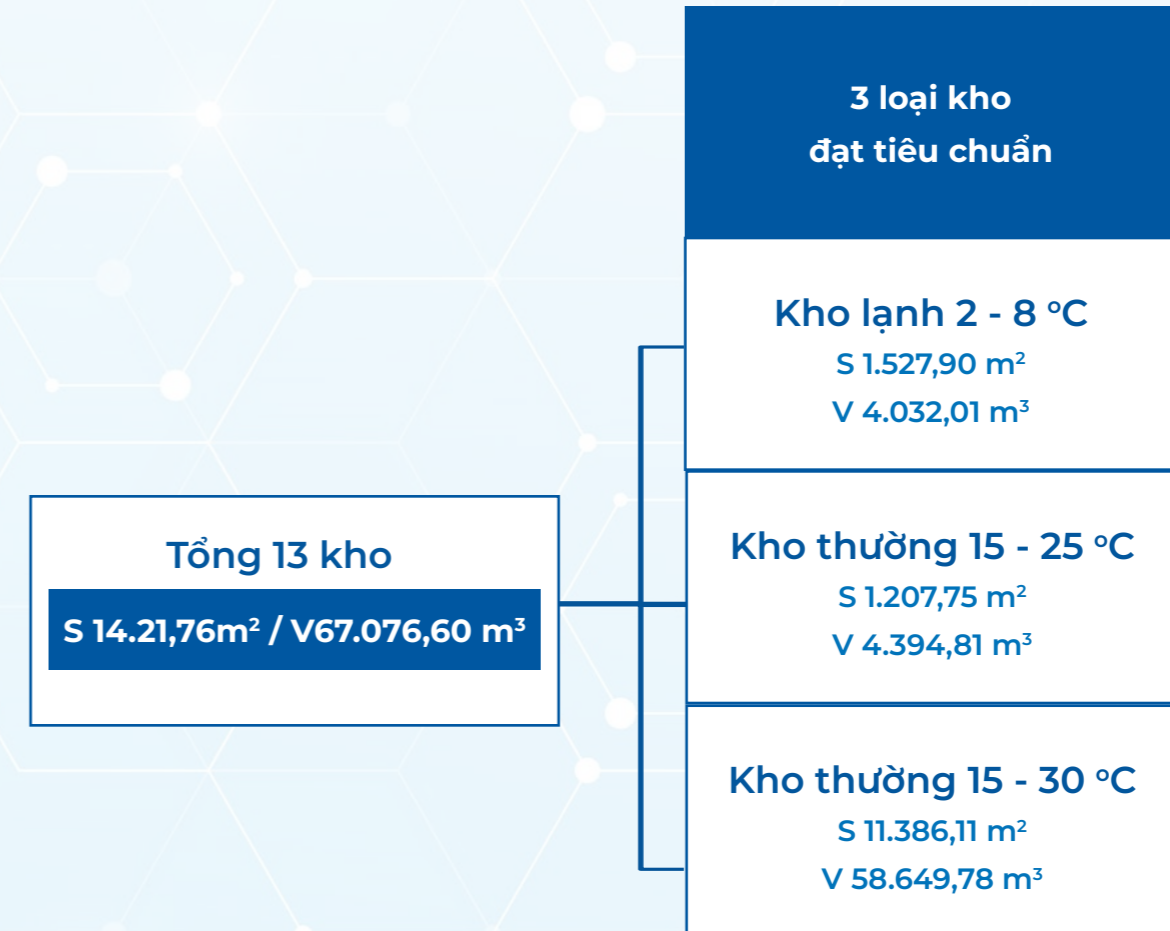 3 loại kho
đạt tiêu chuẩn
Kho lạnh 2 - 8 °C
S 1.527,90 m²
V 4.032,01 m³
Tổng 13 kho
S 14.21,76m² / V67.076,60 m³
Kho thường 15 - 25 °C
S 1.207,75 m²
V 4.394,81 m³
Kho thường 15 - 30 °C
S 11.386,11 m²
V 58.649,78 m³